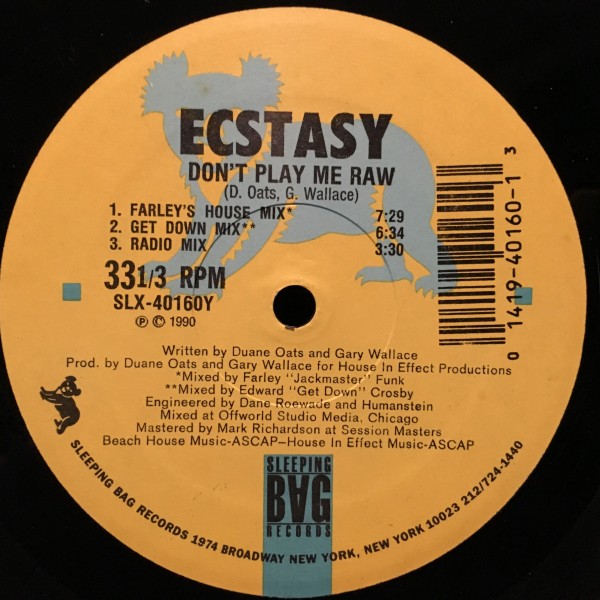 ECSTASY
DON'T PLAY ME RAW
(D. Oats, G. Wallace)
1. FARLEY'S HOUSE MIX* 7:29
2. GET DOWN MIX** 6:34
3. RADIO MIX 3:30
33 1/3 RPM
SLX-40160Y
℗ © 1990
0 1419-40160-1 3
Written by Duane Oats and Gary Wallace
Prod. by Duane Oats and Gary Wallace for House In Effect Productions
*Mixed by Farley "Jackmaster" Funk
**Mixed by Edward "Get Down" Crosby
Engineered by Dane Roewade and Humanstein
Mixed at Offworld Studio Media, Chicago
Mastered by Mark Richardson at Session Masters
Beach House Music-ASCAP–House In Effect Music-ASCAP
SLEEPING
BAG
RECORDS
SLEEPING BAG RECORDS 1974 BROADWAY NEW YORK, NEW YORK 10023 212/724-1440